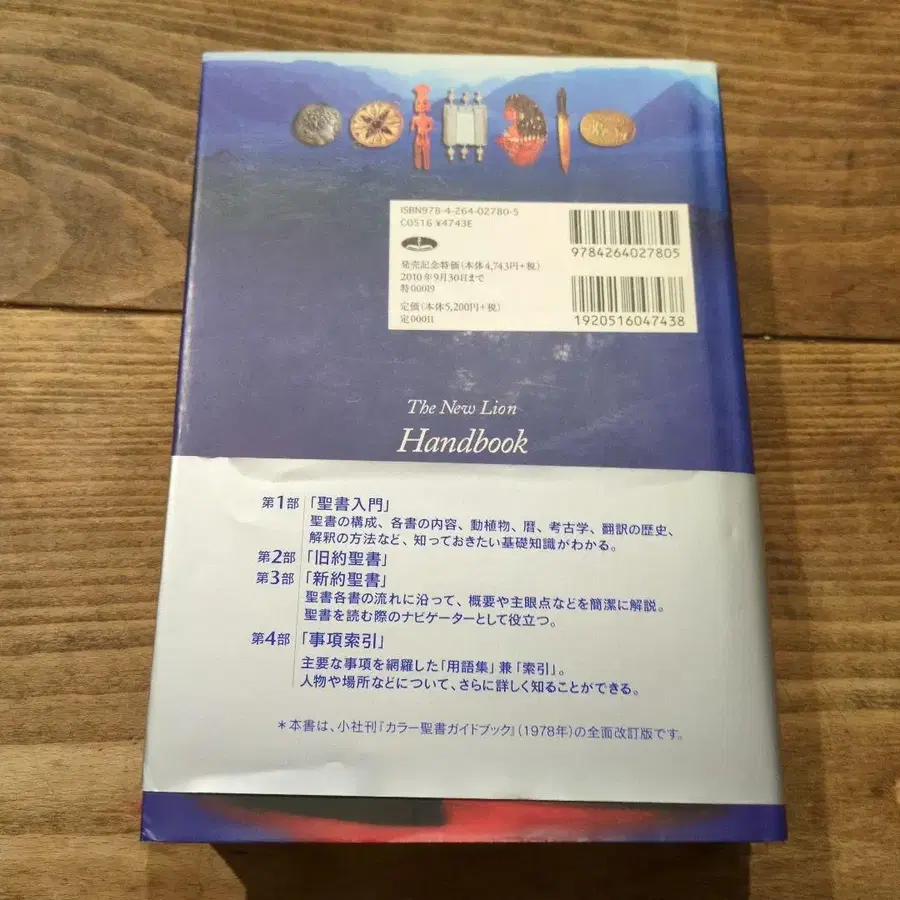 ISBN978-4-264-02780-5
C0516 ¥4743E
発売記念特価(本体4,743円+税)
2010年9月30日まで
特00019
定価(本体5,200円+税)
定00011
9784264027805
1920516047438
The New Lion
Handbook
第1部「聖書入門」
聖書の構成、各書の内容、動植物、暦、考古学、翻訳の歴史、
解釈の方法など、知っておきたい基礎知識がわかる。
第2部「旧約聖書」
第3部「新約聖書」
聖書各書の流れに沿って、概要や主眼点などを簡潔に解説。
聖書を読む際のナビゲーターとして役立つ。
第4部「事項索引」
主要な事項を網羅した「用語集」兼「索引」。
人物や場所などについて、さらに詳しく知ることができる。
*本書は、小社刊『カラー聖書ガイドブック』(1978年)の全面改訂版です。